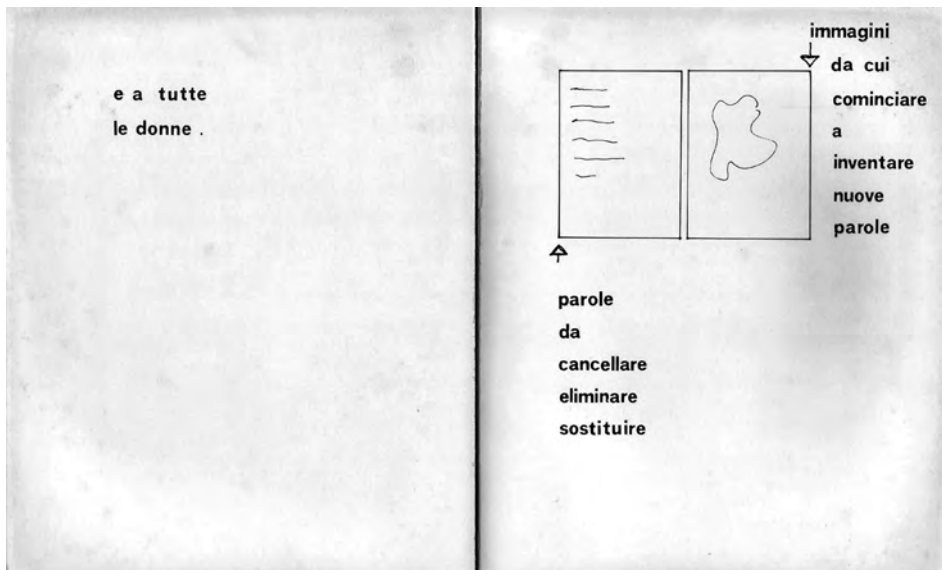 e a tutte
le donne .
immagini
da cui
cominciare
a
inventare
nuove
parole
parole
da
cancellare
eliminare
sostituire